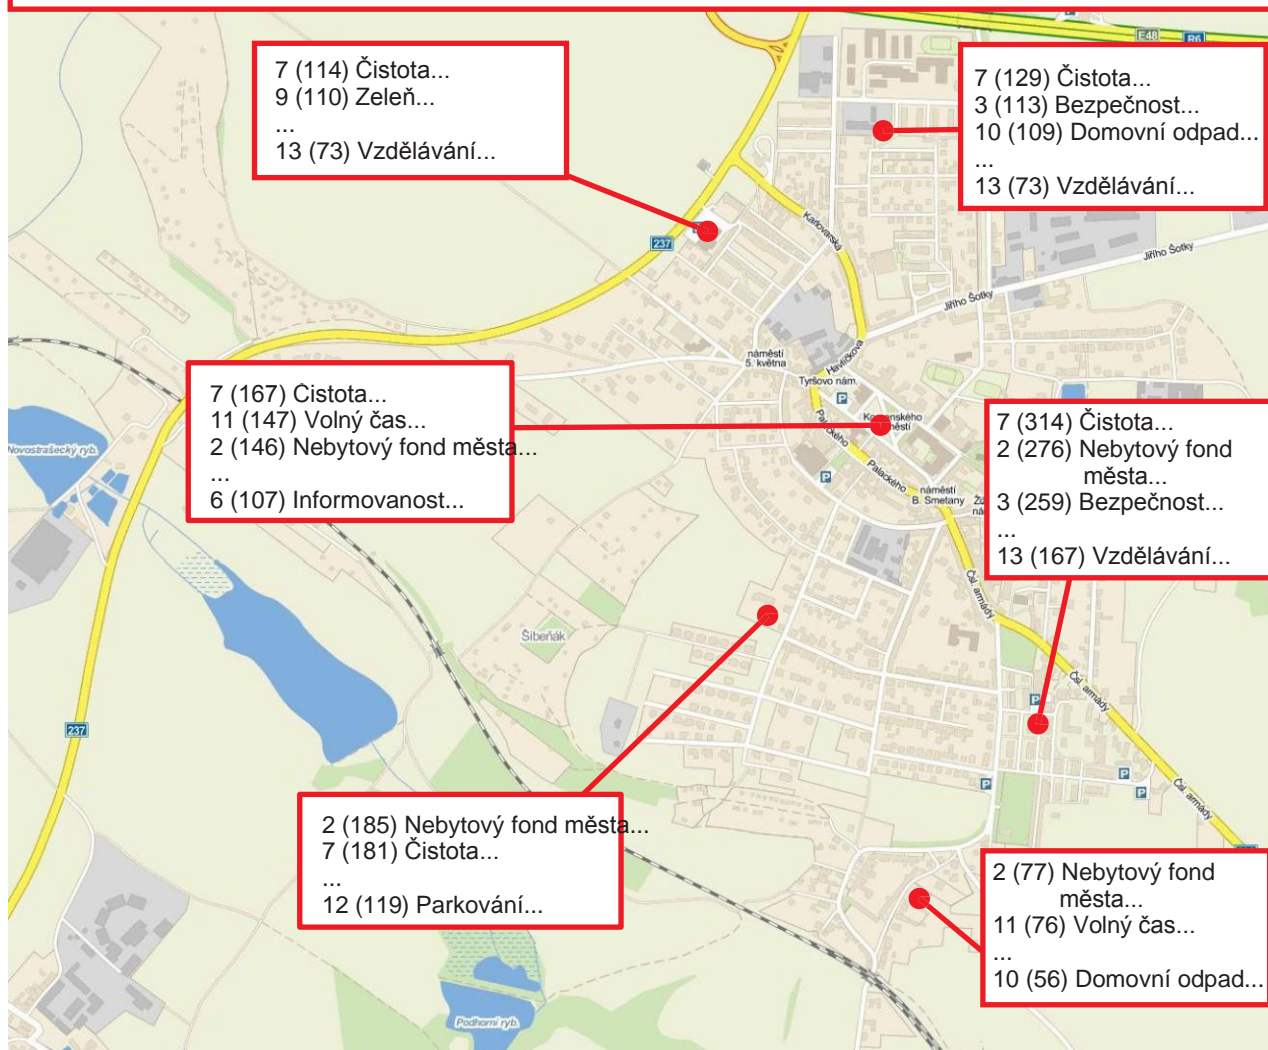 E48
R6
7 (114) Čistota...
9 (110) Zeleň...
...
13 (73) Vzdělávání...
7 (129) Čistota...
3 (113) Bezpečnost...
10 (109) Domovní odpad...
...
13 (73) Vzdělávání...
237
Karlovarská
Jiřího Šotky
Jiřího Šotky
náměstí
5. května
Havlíčkova
Tyršovo nám.
P
7 (167) Čistota...
11 (147) Volný čas...
2 (146) Nebytový fond města...
...
6 (107) Informovanost...
Palackého
Palackého
P
náměstí
B. Smetany
7 (314) Čistota...
2 (276) Nebytový fond
města...
3 (259) Bezpečnost...
...
13 (167) Vzdělávání...
Novostrašecký ryb.
Šibeňák
Čsl. armády
Čsl. armády
Čsl. armády
237
P
P
P
P
2 (185) Nebytový fond města...
7 (181) Čistota...
...
12 (119) Parkování...
2 (77) Nebytový fond
města...
11 (76) Volný čas...
...
10 (56) Domovní odpad...
Podhorní ryb.